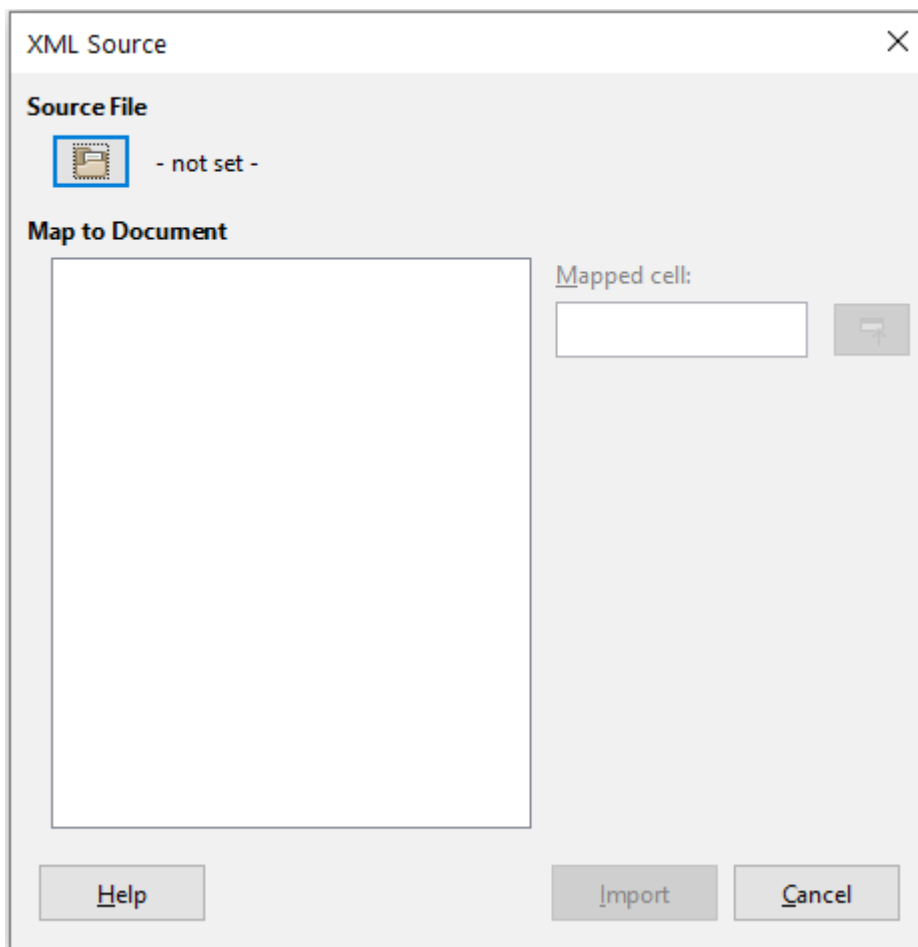 XML Source
Source File
- not set -
Map to Document
Mapped cell:
Help
Import
Cancel